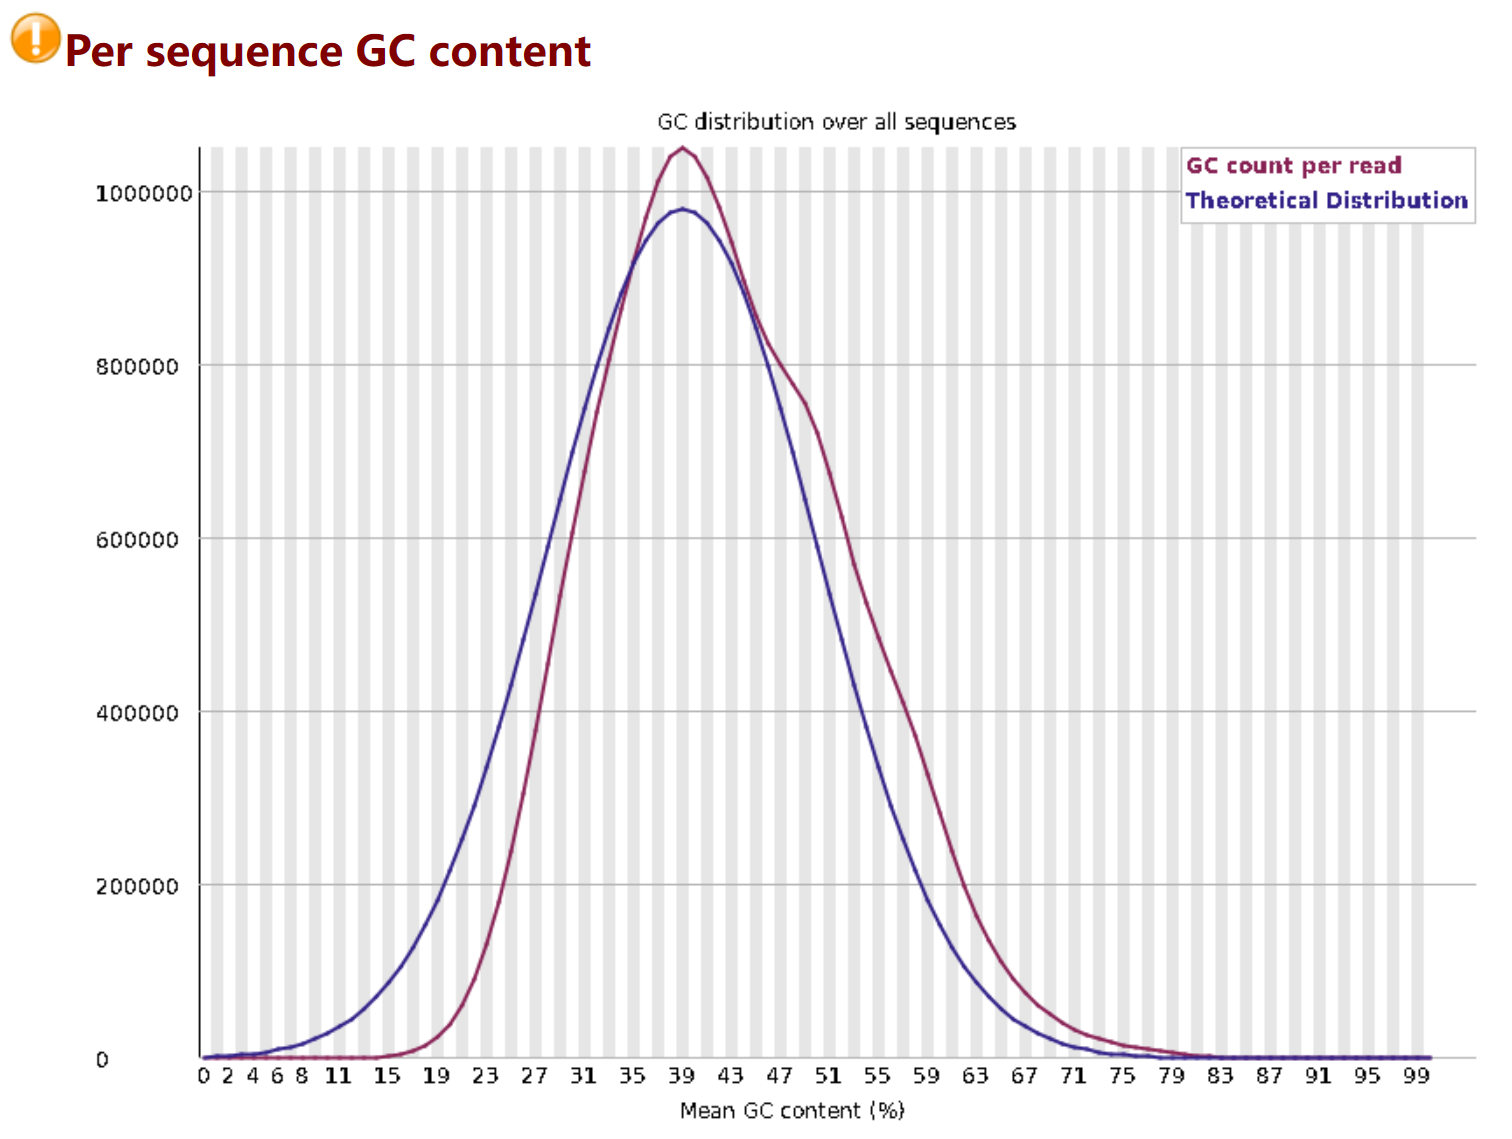 Per sequence GC content
GC distribution over all sequences
GC count per read
Theoretical Distribution
1000000
800000
600000
400000
200000
0
0 2 4 6 8 11 15 19 23 27 31 35 39 43 47 51 55 59 63 67 71 75 79 83 87 91 95 99
Mean GC content (%)